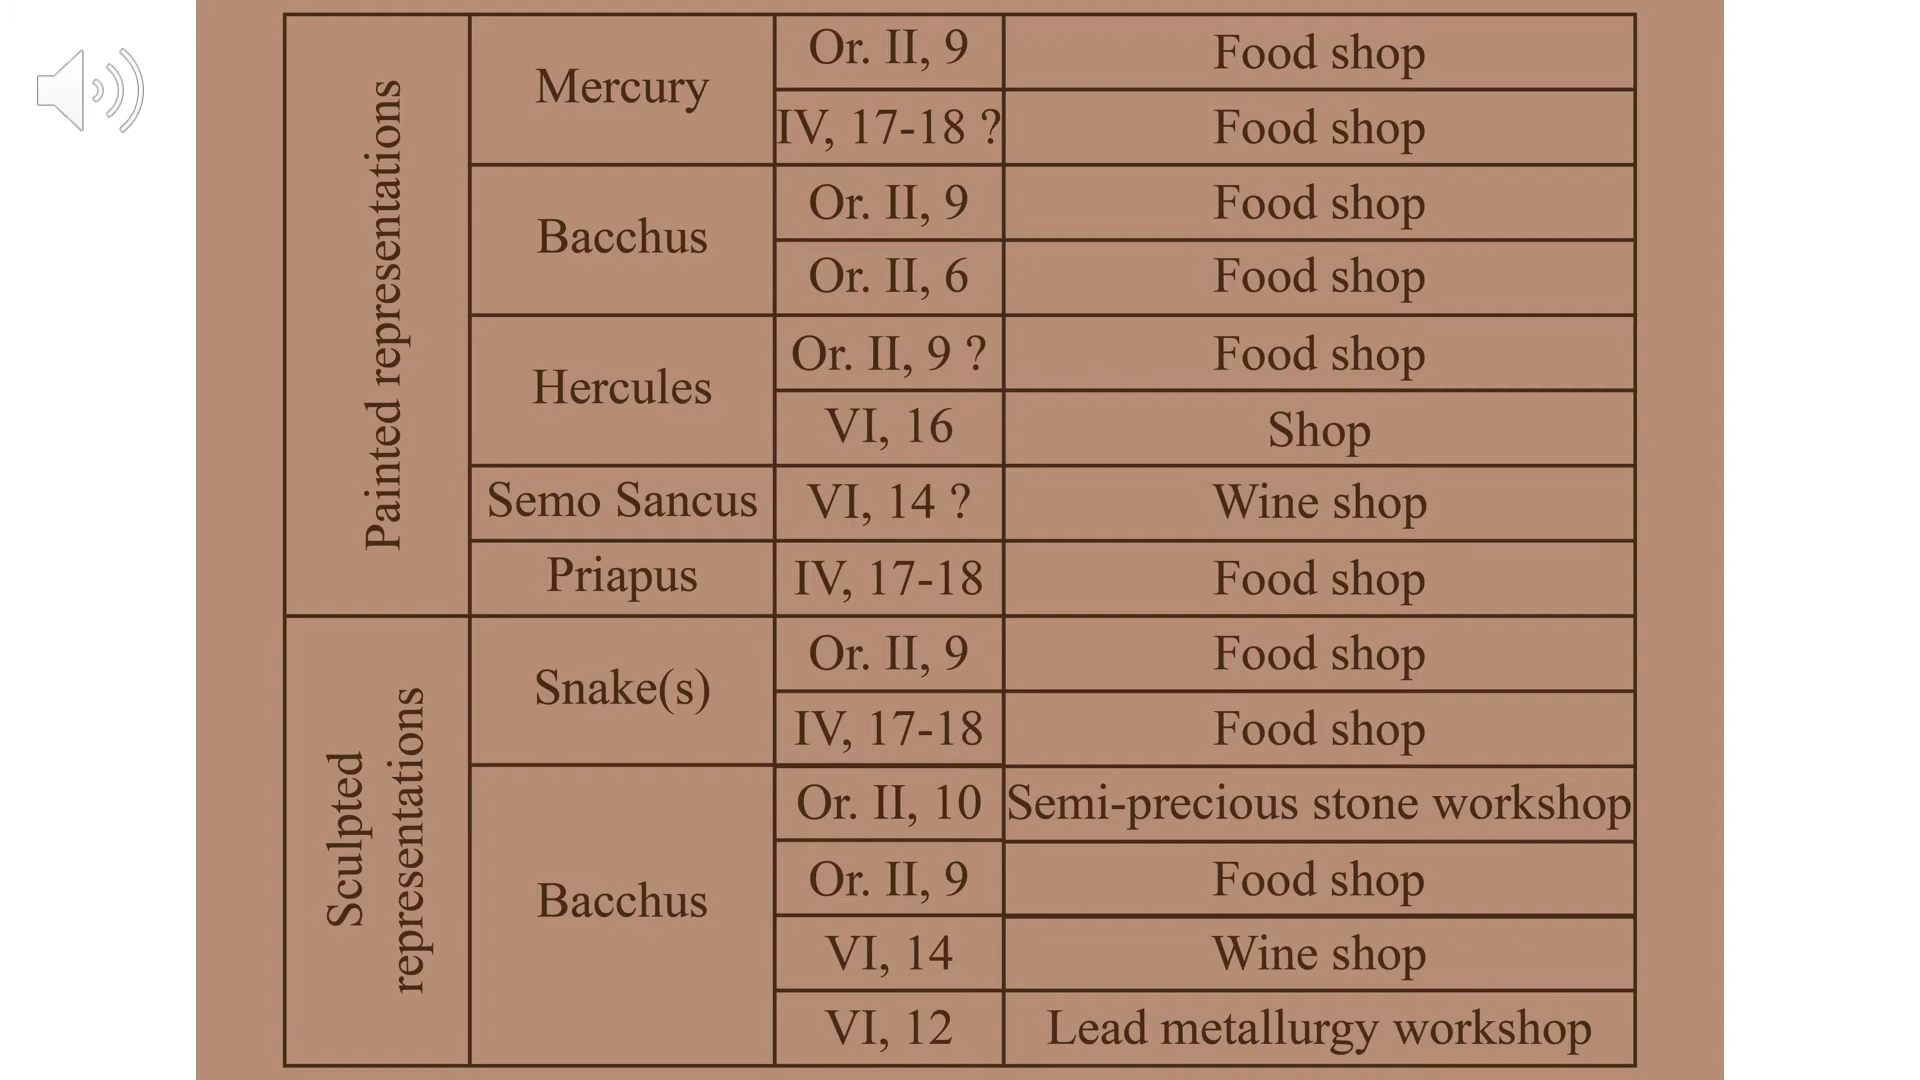 Painted representations
Mercury
Or. II, 9
Food shop
IV, 17-18 ?
Food shop
Bacchus
Or. II, 9
Food shop
Or. II, 6
Food shop
Hercules
Or. II, 9 ?
Food shop
VI, 16
Shop
Semo Sancus
VI, 14 ?
Wine shop
Priapus
IV, 17-18
Food shop
Sculpted
representations
Snake(s)
Or. II, 9
Food shop
IV, 17-18
Food shop
Bacchus
Or. II, 10
Semi-precious stone workshop
Or. II, 9
Food shop
VI, 14
Wine shop
VI, 12
Lead metallurgy workshop